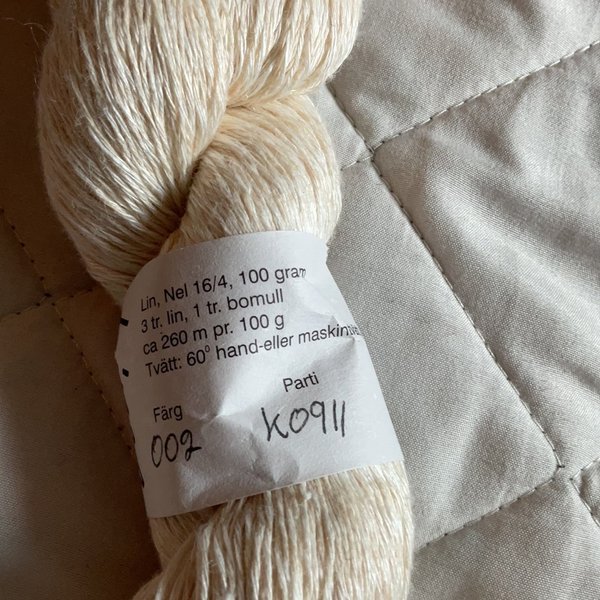 Lin, Nel 16/4, 100 gram
3 tr. lin, 1 tr. bomull
ca 260 m pr. 100 g
Tvätt: 60° hand-eller
Färg Parti
002 K0911